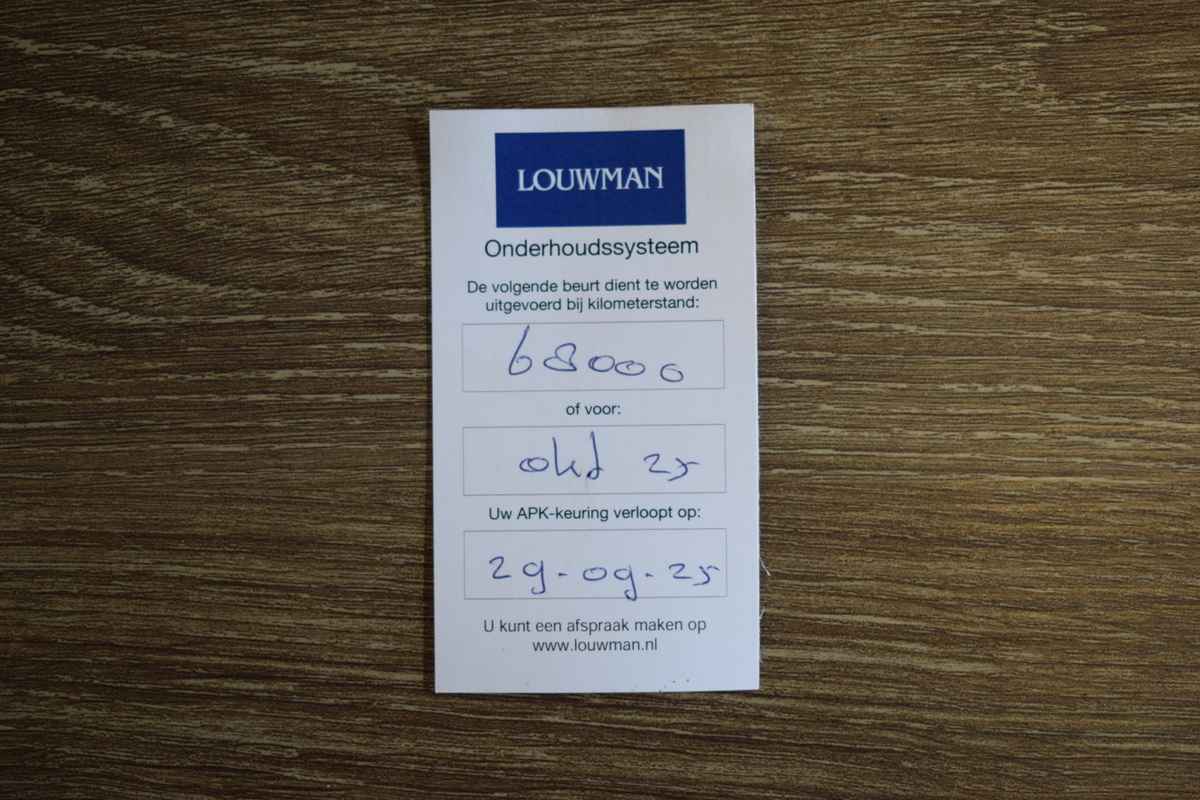 LOUWMAN
Onderhoudssysteem
De volgende beurt dient te worden
uitgevoerd bij kilometerstand:
68000
of voor:
okt 25
Uw APK-keuring verloopt op:
29-09-25
U kunt een afspraak maken op
www.louwman.nl